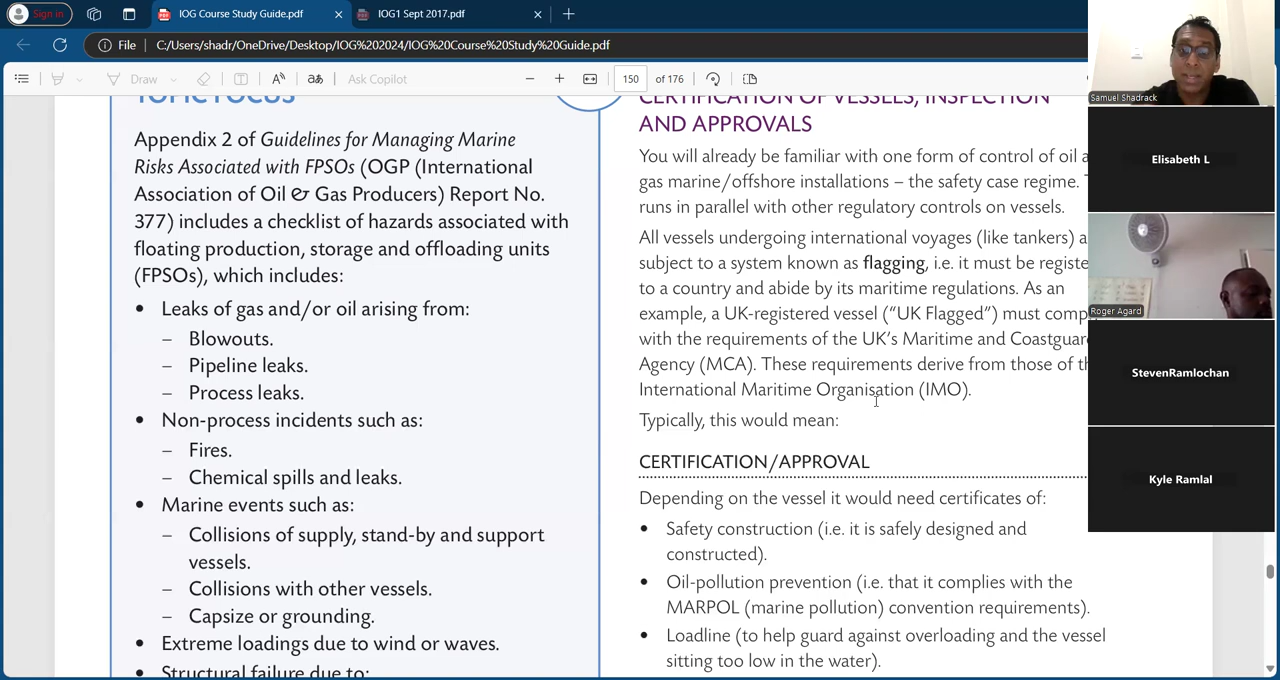 Sign in
IOG Course Study Guide.pdf
IOG1 Sept 2017.pdf
File
C:/Users/shadr/OneDrive/Desktop/IOG%202024/IOG%20Course%20Study%20Guide.pdf
Draw
Ask Copilot
150
of 176
TOPIC FOCUS
Appendix 2 of Guidelines for Managing Marine
Risks Associated with FPSOs (OGP (International
Association of Oil & Gas Producers) Report No.
377) includes a checklist of hazards associated with
floating production, storage and offloading units
(FPSOs), which includes:
• Leaks of gas and/or oil arising from:
– Blowouts.
– Pipeline leaks.
– Process leaks.
• Non-process incidents such as:
– Fires.
– Chemical spills and leaks.
• Marine events such as:
– Collisions of supply, stand-by and support
vessels.
– Collisions with other vessels.
– Capsize or grounding.
• Extreme loadings due to wind or waves.
• Structural failure due to:
CERTIFICATION OF VESSELS, INSPECTION
AND APPROVALS
You will already be familiar with one form of control of oil a
gas marine/offshore installations – the safety case regime. T
runs in parallel with other regulatory controls on vessels.
All vessels undergoing international voyages (like tankers) a
subject to a system known as flagging, i.e. it must be registe
to a country and abide by its maritime regulations. As an
example, a UK-registered vessel (“UK Flagged”) must comp
with the requirements of the UK’s Maritime and Coastguar
Agency (MCA). These requirements derive from those of th
International Maritime Organisation (IMO).
Typically, this would mean:
CERTIFICATION/APPROVAL
Depending on the vessel it would need certificates of:
• Safety construction (i.e. it is safely designed and
constructed).
• Oil-pollution prevention (i.e. that it complies with the
MARPOL (marine pollution) convention requirements).
• Loadline (to help guard against overloading and the vessel
sitting too low in the water).
Samuel Shadrack
Elisabeth L
Roger Agard
StevenRamlochan
Kyle Ramlal